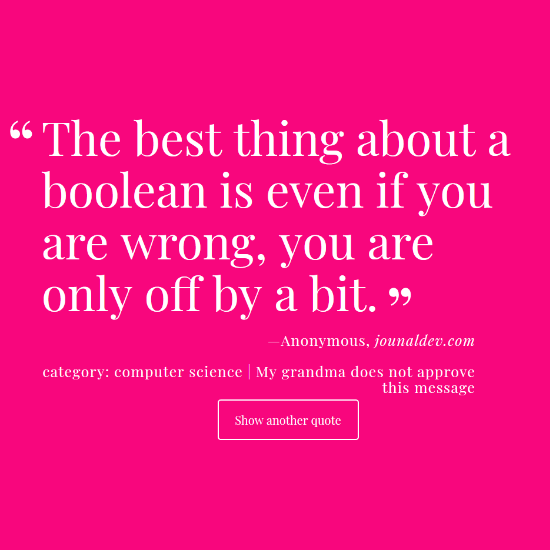 “ The best thing about a
boolean is even if you
are wrong, you are
only off by a bit. ”
—Anonymous, jounaldev.com
category: computer science | My grandma does not approve
this message
Show another quote